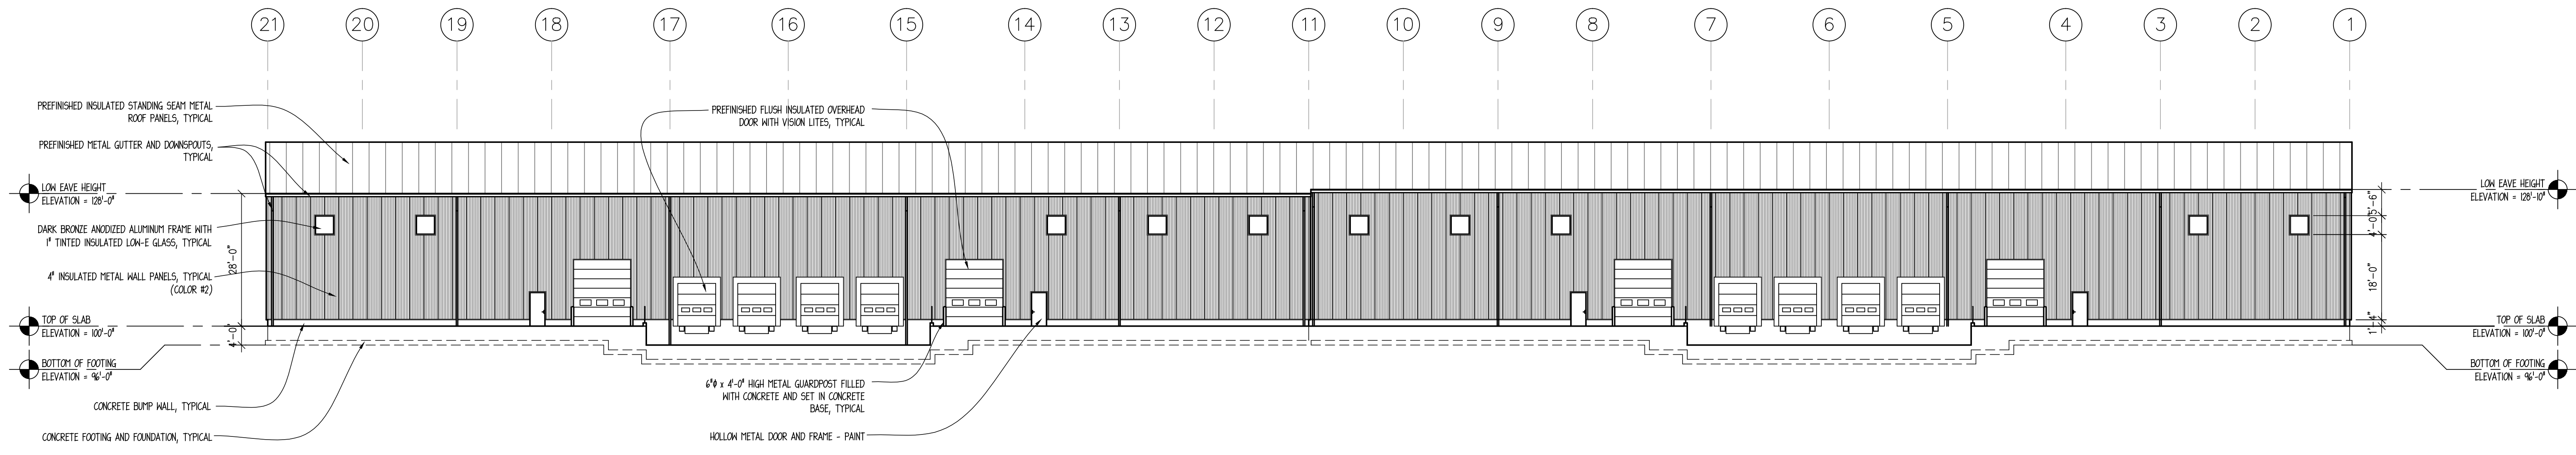 21 20 19 18 17 16 15 14 13 12 11 10 9 8 7 6 5 4 3 2 1
PREFINISHED INSULATED STANDING SEAM METAL
ROOF PANELS, TYPICAL
PREFINISHED METAL GUTTER AND DOWNSPOUTS,
TYPICAL
LOW EAVE HEIGHT
ELEVATION = 128'-0"
DARK BRONZE ANODIZED ALUMINUM FRAME WITH
1" TINTED INSULATED LOW-E GLASS, TYPICAL
28'-0"
4" INSULATED METAL WALL PANELS, TYPICAL
(COLOR #2)
TOP OF SLAB
ELEVATION = 100'-0"
4'-0"
BOTTOM OF FOOTING
ELEVATION = 96'-0"
CONCRETE BUMP WALL, TYPICAL
CONCRETE FOOTING AND FOUNDATION, TYPICAL
PREFINISHED FLUSH INSULATED OVERHEAD
DOOR WITH VISION LITES, TYPICAL
6"ϕ x 4'-0" HIGH METAL GUARDPOST FILLED
WITH CONCRETE AND SET IN CONCRETE
BASE, TYPICAL
HOLLOW METAL DOOR AND FRAME - PAINT
LOW EAVE HEIGHT
ELEVATION = 128'-10"
5'-6"
4'-0"
18'-0"
1'-4"
TOP OF SLAB
ELEVATION = 100'-0"
BOTTOM OF FOOTING
ELEVATION = 96'-0"